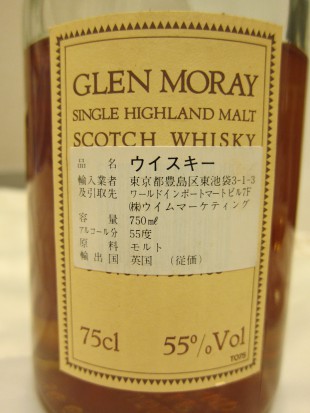 GLEN MORAY
SINGLE HIGHLAND MALT
SCOTCH WHISKY
品 名 ウイスキー
輸入業者 東京都豊島区東池袋3-1-3
及引取先 ワールドインポートマートビル7F
㈱ウイムマーケティング
容 量 750㎖
アルコール分 55度
原 料 モルト
輸出国 英国 (従価)
75cl 55%Vol